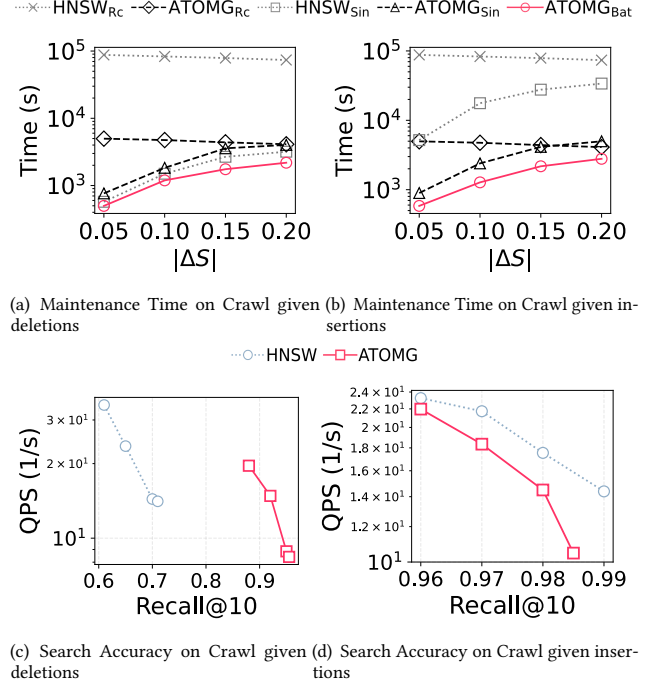 HNSW_Rc ATOMG_Rc HNSW_Sin ATOMG_Sin ATOMG_Bat
10^5
10^4
10^3
Time (s)
0.05 0.10 0.15 0.20
|ΔS|
10^5
10^4
10^3
Time (s)
0.05 0.10 0.15 0.20
|ΔS|
(a) Maintenance Time on Crawl given
deletions
(b) Maintenance Time on Crawl given in-
sertions
HNSW ATOMG
3 × 10^1
2 × 10^1
10^1
QPS (1/s)
0.6 0.7 0.8 0.9
Recall@10
2.4 × 10^1
2.2 × 10^1
1.8 × 10^1
1.6 × 10^1
1.4 × 10^1
1.2 × 10^1
10^1
QPS (1/s)
0.96 0.97 0.98 0.99
Recall@10
(c) Search Accuracy on Crawl given
deletions
(d) Search Accuracy on Crawl given inser-
tions